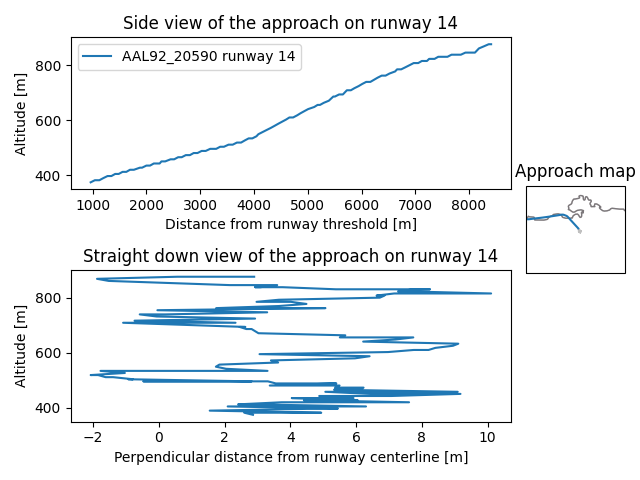 Side view of the approach on runway 14
AAL92_20590 runway 14
Altitude [m]
800
600
400
1000 2000 3000 4000 5000 6000 7000 8000
Distance from runway threshold [m]
Approach map
Straight down view of the approach on runway 14
Altitude [m]
800
600
400
−2 0 2 4 6 8 10
Perpendicular distance from runway centerline [m]